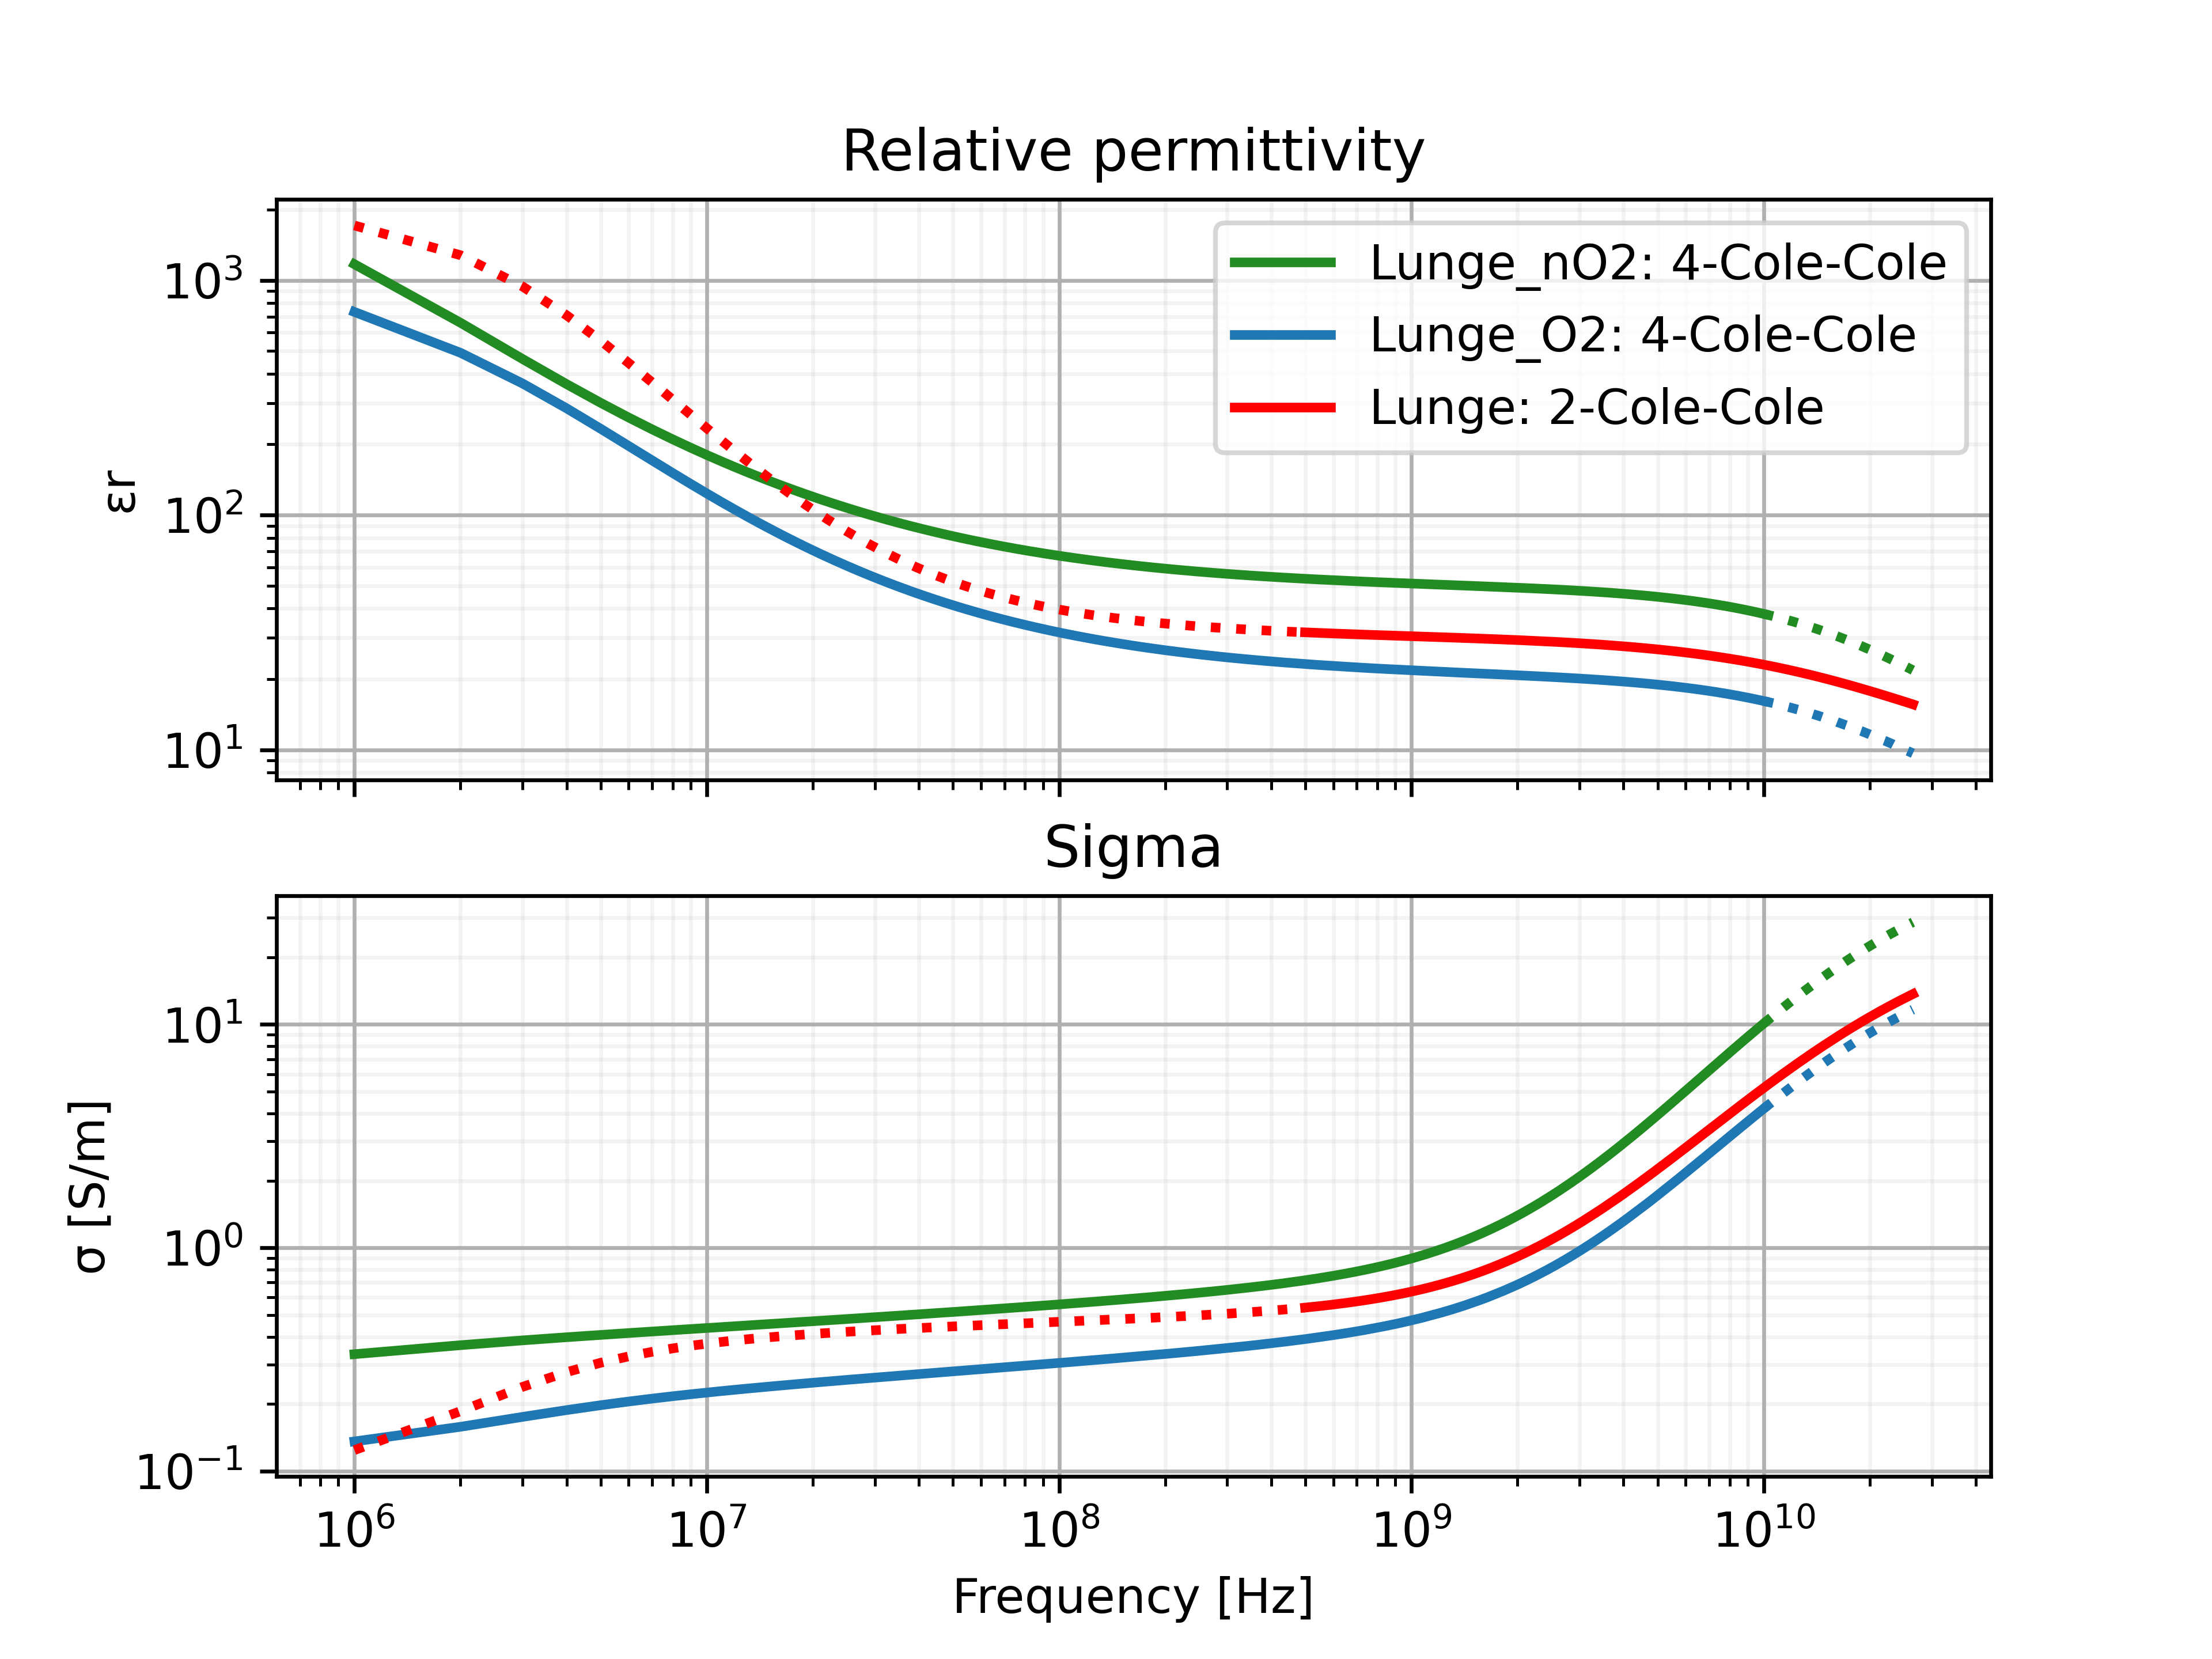 Relative permittivity
10³
10²
10¹
εr
Lunge_nO2: 4-Cole-Cole
Lunge_O2: 4-Cole-Cole
Lunge: 2-Cole-Cole
Sigma
10¹
10⁰
10⁻¹
σ [S/m]
10⁶ 10⁷ 10⁸ 10⁹ 10¹⁰
Frequency [Hz]